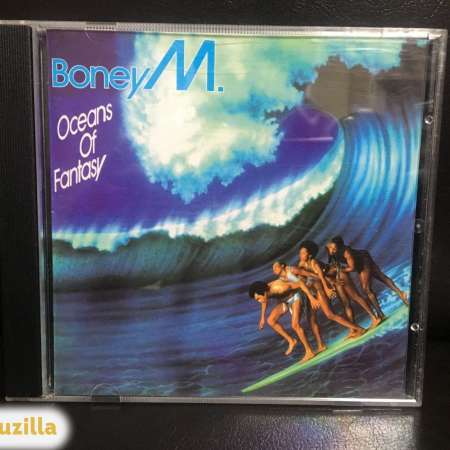 Boney M.
Oceans
Of
Fantasy
uzilla